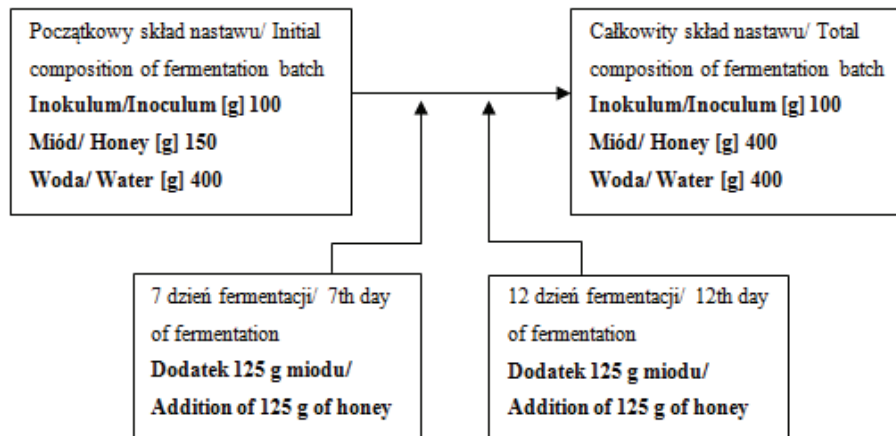 Początkowy skład nastawu/ Initial
composition of fermentation batch
Inokulum/Inoculum [g] 100
Miód/ Honey [g] 150
Woda/ Water [g] 400
Całkowity skład nastawu/ Total
composition of fermentation batch
Inokulum/Inoculum [g] 100
Miód/ Honey [g] 400
Woda/ Water [g] 400
7 dzień fermentacji/ 7th day
of fermentation
Dodatek 125 g miodu/
Addition of 125 g of honey
12 dzień fermentacji/ 12th day
of fermentation
Dodatek 125 g miodu/
Addition of 125 g of honey